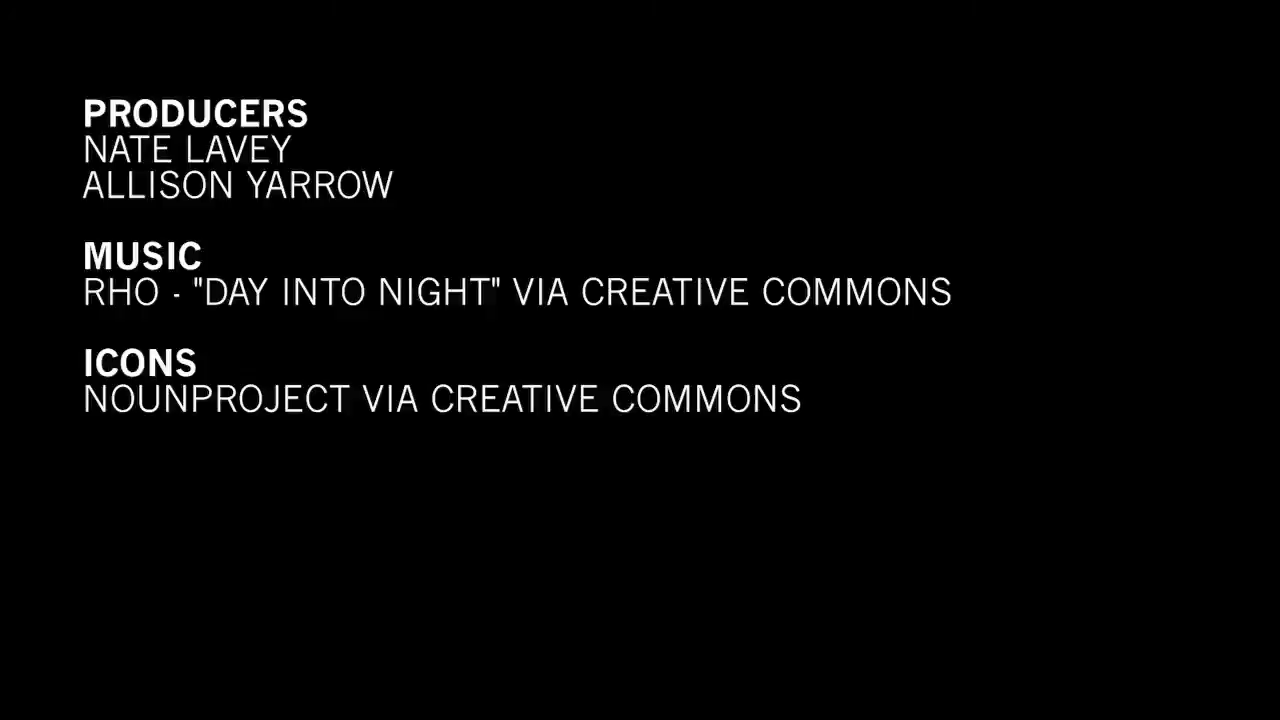 PRODUCERS
NATE LAVEY
ALLISON YARROW
MUSIC
RHO - "DAY INTO NIGHT" VIA CREATIVE COMMONS
ICONS
NOUNPROJECT VIA CREATIVE COMMONS